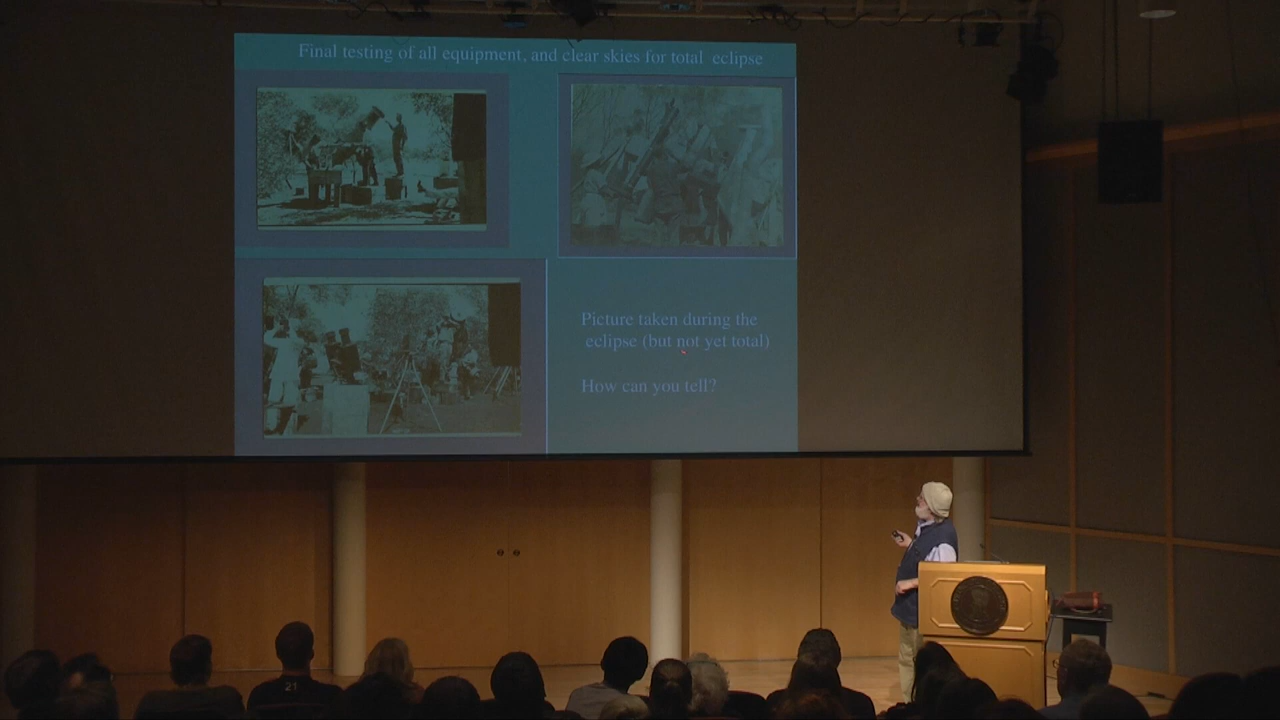 Final testing of all equipment, and clear skies for total eclipse
Picture taken during the
eclipse (but not yet total)
How can you tell?
21